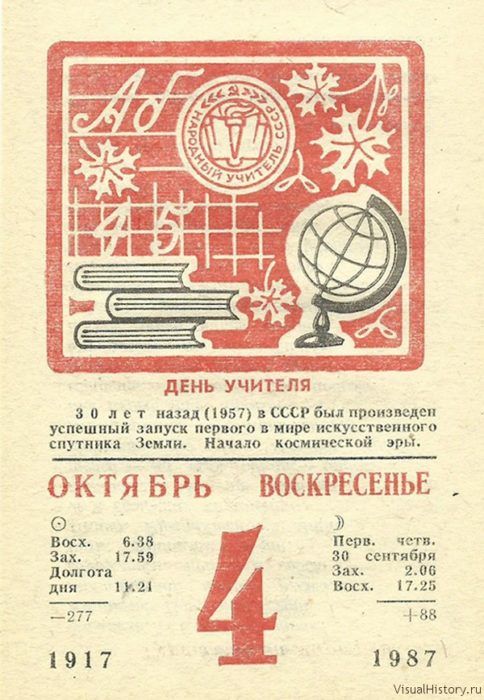 Аб
НАРОДНЫЙ УЧИТЕЛЬ СССР
45
ДЕНЬ УЧИТЕЛЯ
30 лет назад (1957) в СССР был произведен
успешный запуск первого в мире искусственного
спутника Земли. Начало космической эры.
ОКТЯБРЬ ВОСКРЕСЕНЬЕ
Восх. 6.38
Зах. 17.59
Долгота
дня 11.21
—277
4
Перв. четв.
30 сентября
Зах. 2.06
Восх. 17.25
+88
1917 1987
VisualHistory.ru